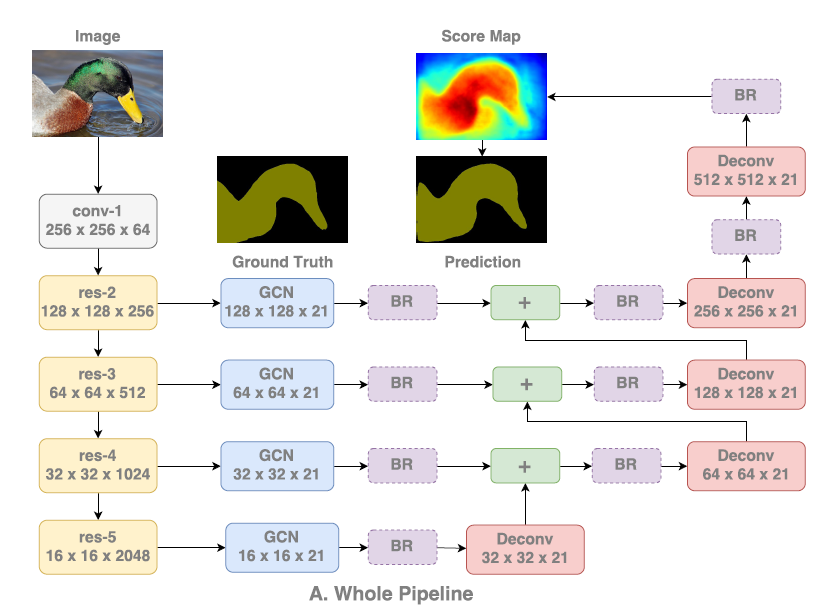 Image
Score Map
BR
Deconv
512 x 512 x 21
conv-1
256 x 256 x 64
BR
Ground Truth
Prediction
res-2
128 x 128 x 256
GCN
128 x 128 x 21
BR
+
BR
Deconv
256 x 256 x 21
res-3
64 x 64 x 512
GCN
64 x 64 x 21
BR
+
BR
Deconv
128 x 128 x 21
res-4
32 x 32 x 1024
GCN
32 x 32 x 21
BR
+
BR
Deconv
64 x 64 x 21
res-5
16 x 16 x 2048
GCN
16 x 16 x 21
BR
Deconv
32 x 32 x 21
A. Whole Pipeline